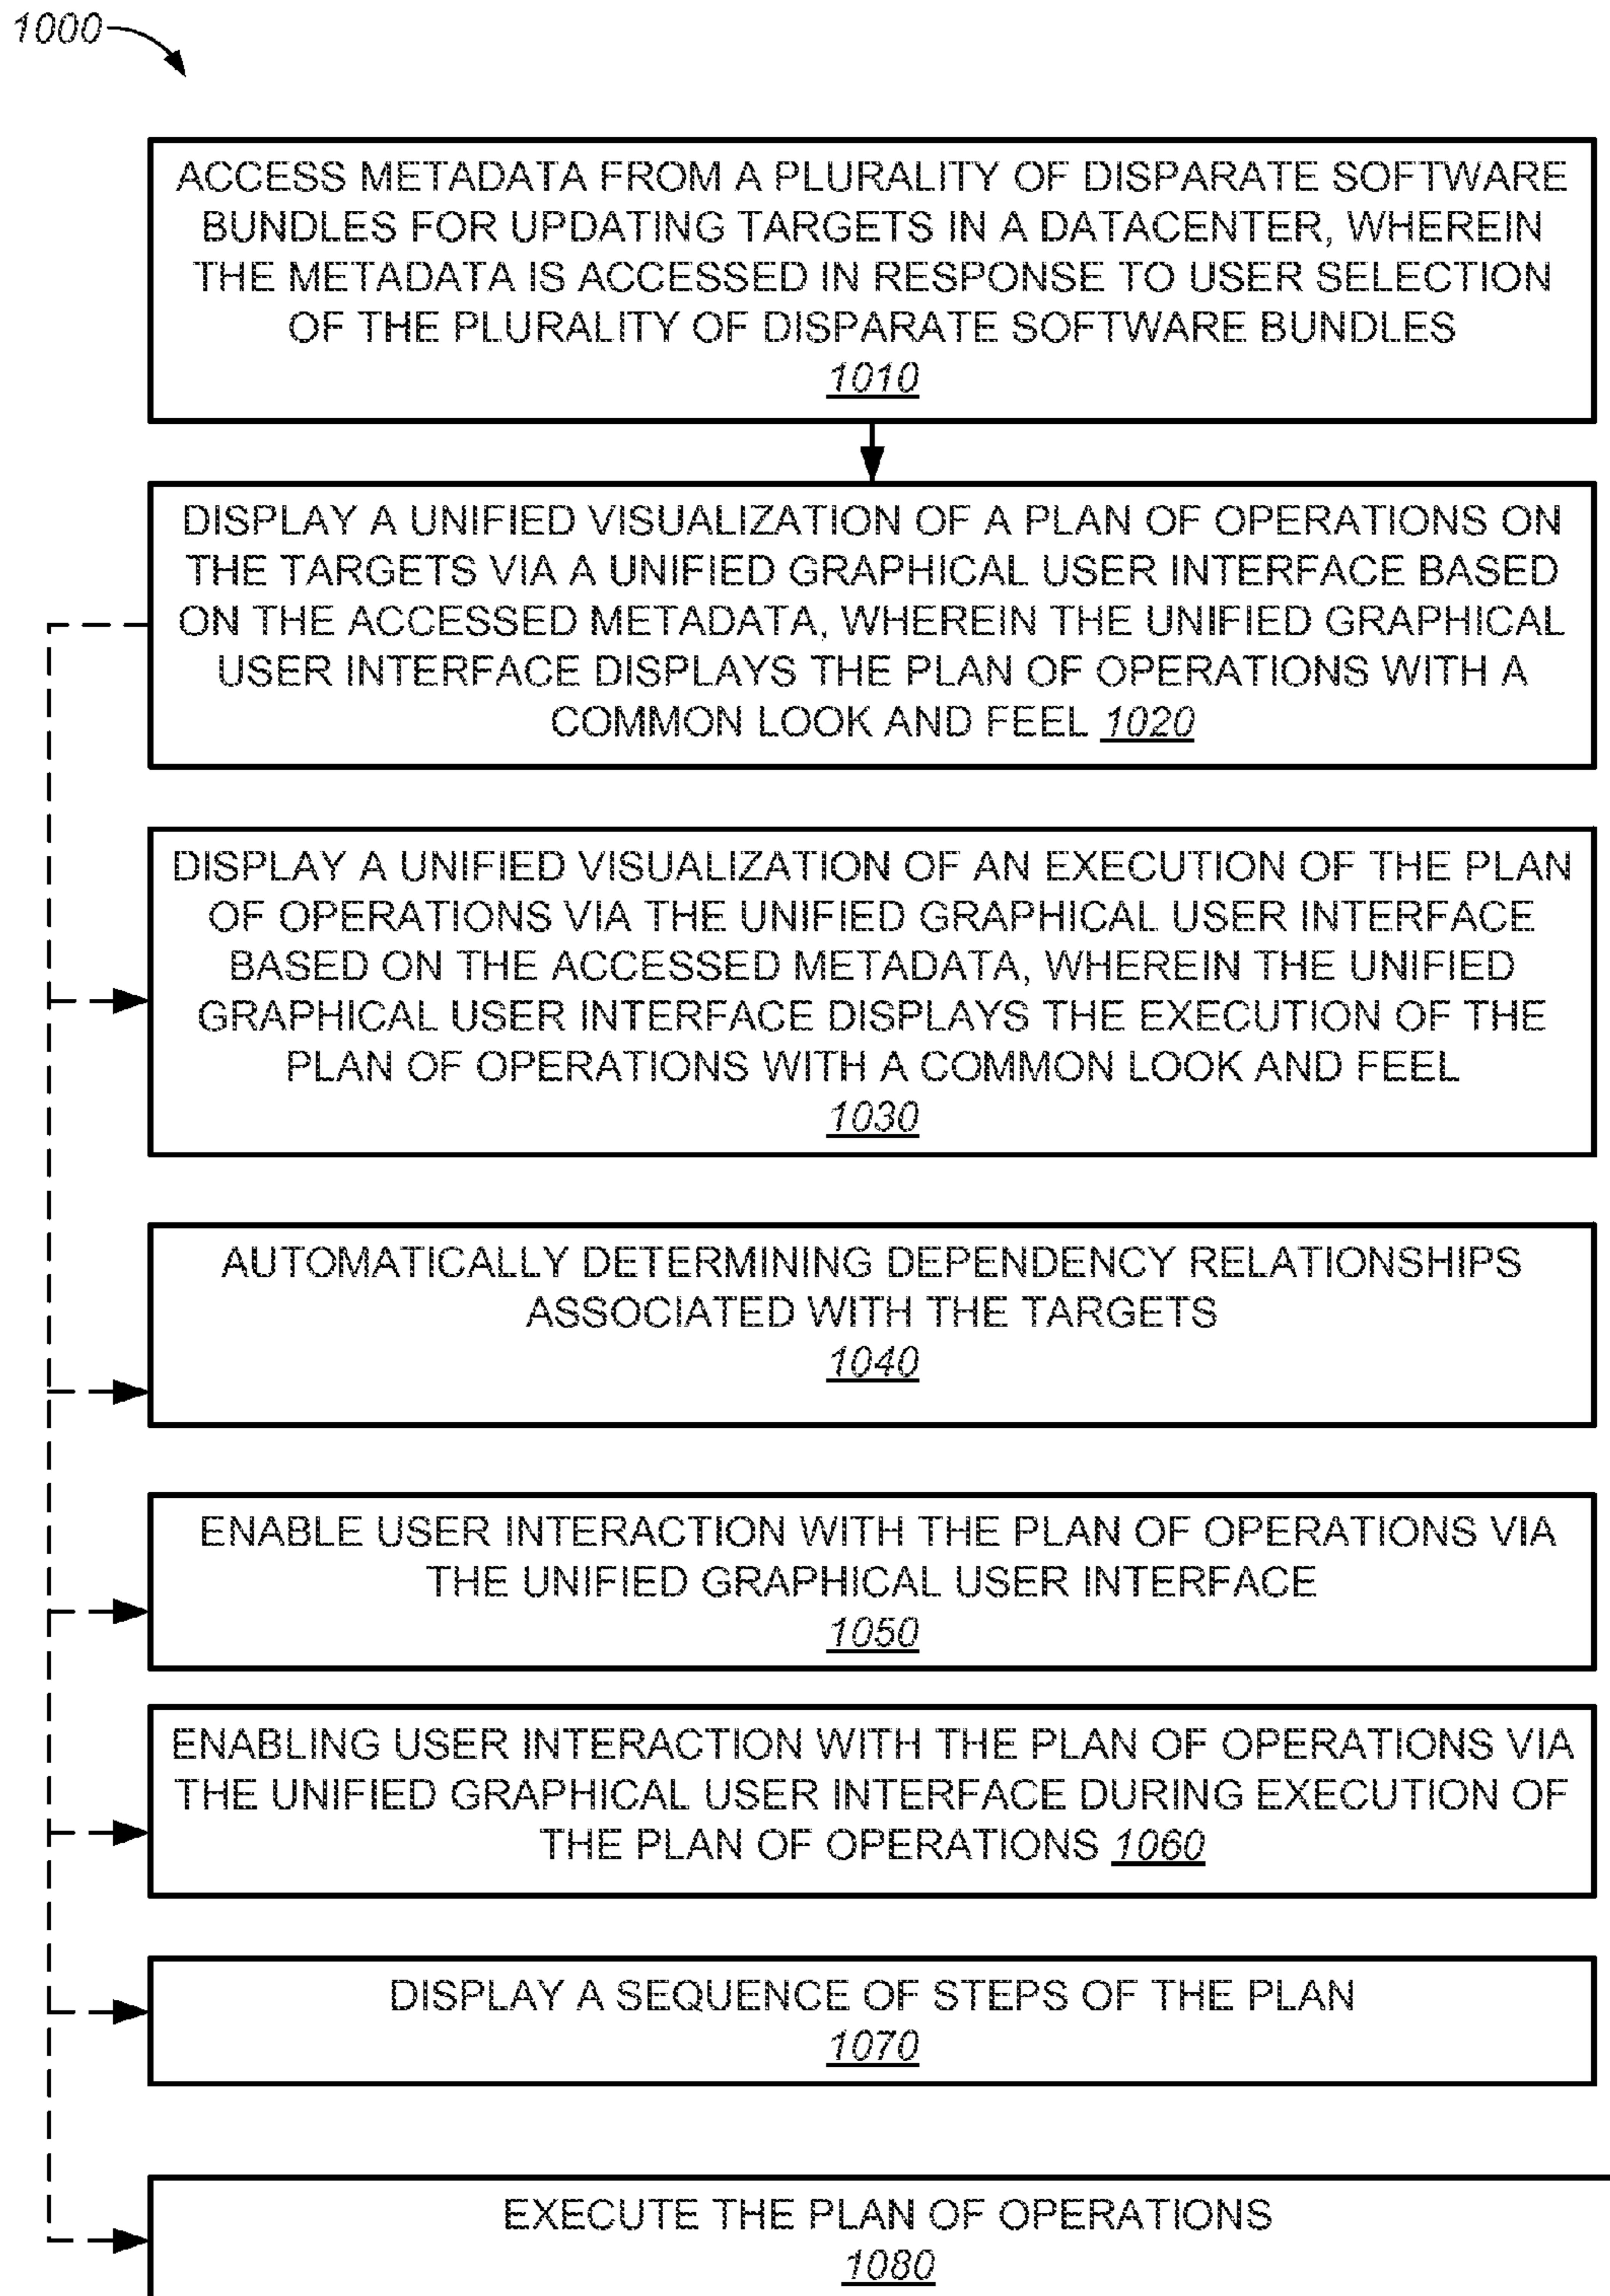 1000
ACCESS METADATA FROM A PLURALITY OF DISPARATE SOFTWARE
BUNDLES FOR UPDATING TARGETS IN A DATACENTER, WHEREIN
THE METADATA IS ACCESSED IN RESPONSE TO USER SELECTION
OF THE PLURALITY OF DISPARATE SOFTWARE BUNDLES
1010
DISPLAY A UNIFIED VISUALIZATION OF A PLAN OF OPERATIONS ON
THE TARGETS VIA A UNIFIED GRAPHICAL USER INTERFACE BASED
ON THE ACCESSED METADATA, WHEREIN THE UNIFIED GRAPHICAL
USER INTERFACE DISPLAYS THE PLAN OF OPERATIONS WITH A
COMMON LOOK AND FEEL 1020
DISPLAY A UNIFIED VISUALIZATION OF AN EXECUTION OF THE PLAN
OF OPERATIONS VIA THE UNIFIED GRAPHICAL USER INTERFACE
BASED ON THE ACCESSED METADATA, WHEREIN THE UNIFIED
GRAPHICAL USER INTERFACE DISPLAYS THE EXECUTION OF THE
PLAN OF OPERATIONS WITH A COMMON LOOK AND FEEL
1030
AUTOMATICALLY DETERMINING DEPENDENCY RELATIONSHIPS
ASSOCIATED WITH THE TARGETS
1040
ENABLE USER INTERACTION WITH THE PLAN OF OPERATIONS VIA
THE UNIFIED GRAPHICAL USER INTERFACE
1050
ENABLING USER INTERACTION WITH THE PLAN OF OPERATIONS VIA
THE UNIFIED GRAPHICAL USER INTERFACE DURING EXECUTION OF
THE PLAN OF OPERATIONS 1060
DISPLAY A SEQUENCE OF STEPS OF THE PLAN
1070
EXECUTE THE PLAN OF OPERATIONS
1080